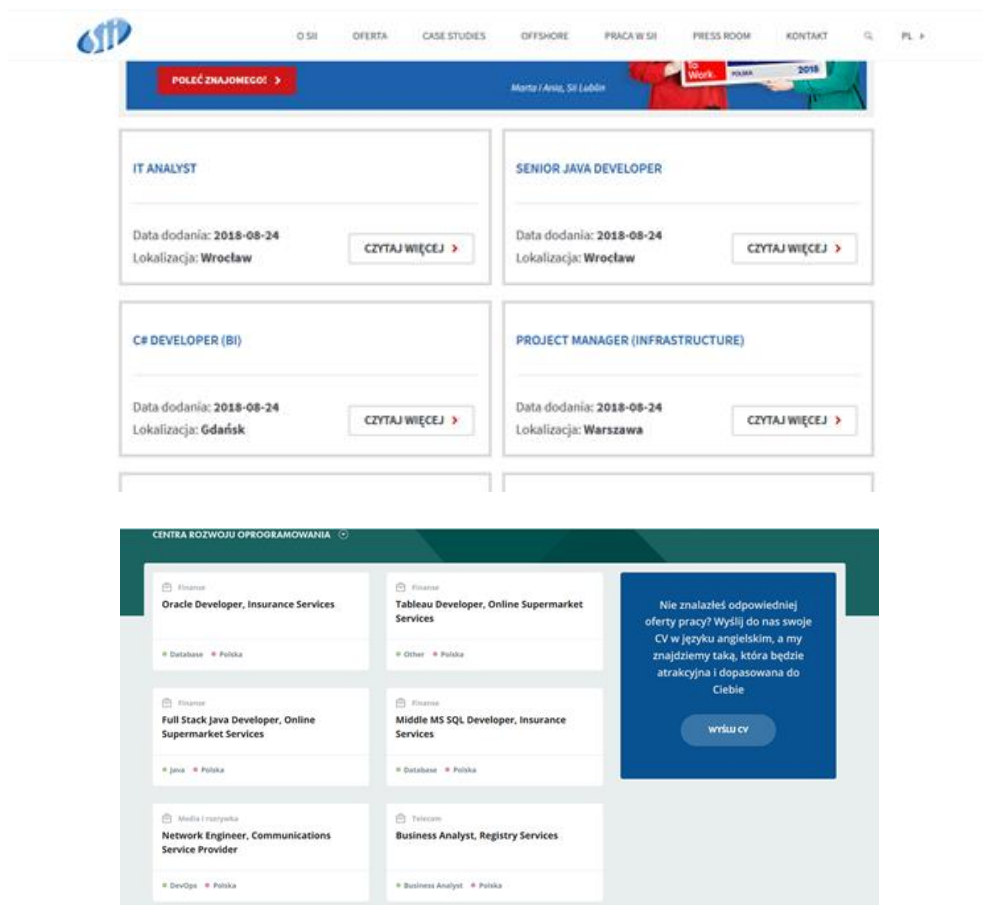 sii
O SII OFERTA CASE STUDIES OFFSHORE PRACA W SII PRESS ROOM KONTAKT PL
POLEĆ ZNAJOMEGO!
Marta i Ania, Sii Lublin
To
Work. POLSKA 2018
IT ANALYST
Data dodania: 2018-08-24
Lokalizacja: Wrocław
CZYTAJ WIĘCEJ
SENIOR JAVA DEVELOPER
Data dodania: 2018-08-24
Lokalizacja: Wrocław
CZYTAJ WIĘCEJ
C# DEVELOPER (BI)
Data dodania: 2018-08-24
Lokalizacja: Gdańsk
CZYTAJ WIĘCEJ
PROJECT MANAGER (INFRASTRUCTURE)
Data dodania: 2018-08-24
Lokalizacja: Warszawa
CZYTAJ WIĘCEJ
CENTRA ROZWOJU OPROGRAMOWANIA
Finanse
Oracle Developer, Insurance Services
Database Polska
Finanse
Tableau Developer, Online Supermarket
Services
Other Polska
Finanse
Full Stack Java Developer, Online
Supermarket Services
Java Polska
Finanse
Middle MS SQL Developer, Insurance
Services
Database Polska
Media i rozrywka
Network Engineer, Communications
Service Provider
DevOps Polska
Telecom
Business Analyst, Registry Services
Business Analyst Polska
Nie znalazłeś odpowiedniej
oferty pracy? Wyślij do nas swoje
CV w języku angielskim, a my
znajdziemy taką, która będzie
atrakcyjna i dopasowana do
Ciebie
WYŚLIJ CV